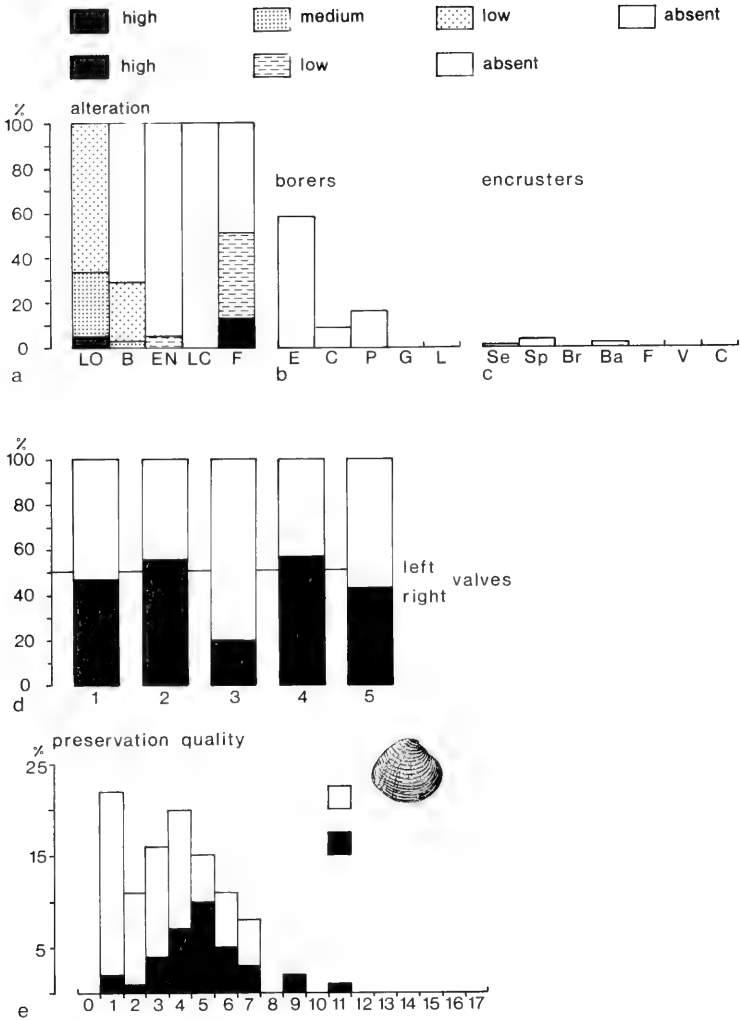 high medium low absent
high low absent
% alteration
100
80
60
40
20
0
LO B EN LC F
a
borers
E C P G L
b
encrusters
Se Sp Br Ba F V C
c
%
100
80
60
40
20
0
1 2 3 4 5
d
left
right valves
% preservation quality
25
15
5
0 1 2 3 4 5 6 7 8 9 10 11 12 13 14 15 16 17
e